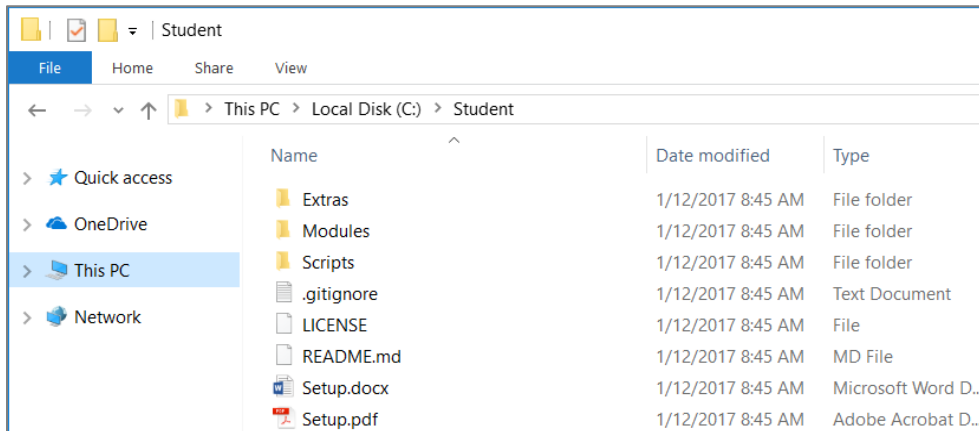 Student
File Home Share View
This PC > Local Disk (C:) > Student
Name Date modified Type
Quick access
OneDrive
This PC
Network
Extras 1/12/2017 8:45 AM File folder
Modules 1/12/2017 8:45 AM File folder
Scripts 1/12/2017 8:45 AM File folder
.gitignore 1/12/2017 8:45 AM Text Document
LICENSE 1/12/2017 8:45 AM File
README.md 1/12/2017 8:45 AM MD File
Setup.docx 1/12/2017 8:45 AM Microsoft Word D...
Setup.pdf 1/12/2017 8:45 AM Adobe Acrobat D...